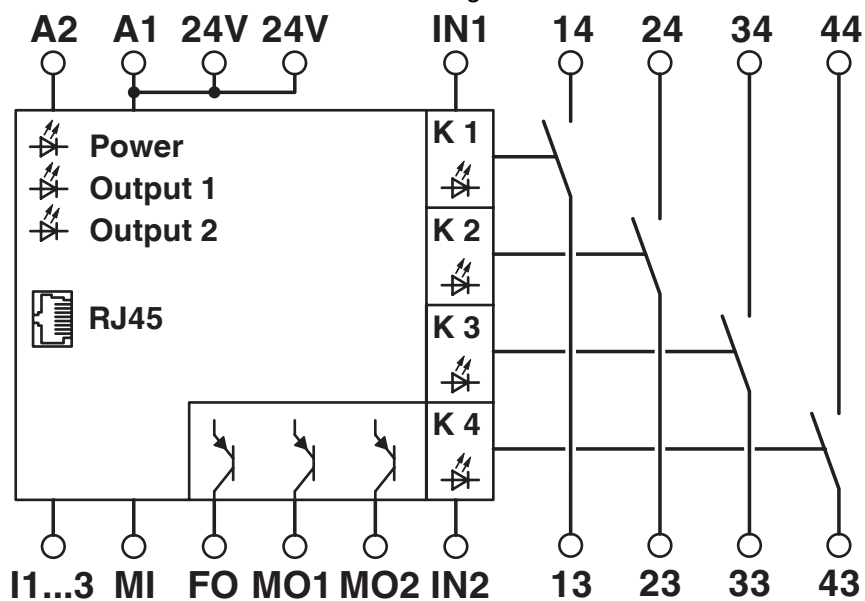 A2 A1 24V 24V IN1 14 24 34 44
K 1
Power
Output 1
Output 2
K 2
RJ45
K 3
K 4
I1...3 MI FO MO1 MO2 IN2 13 23 33 43